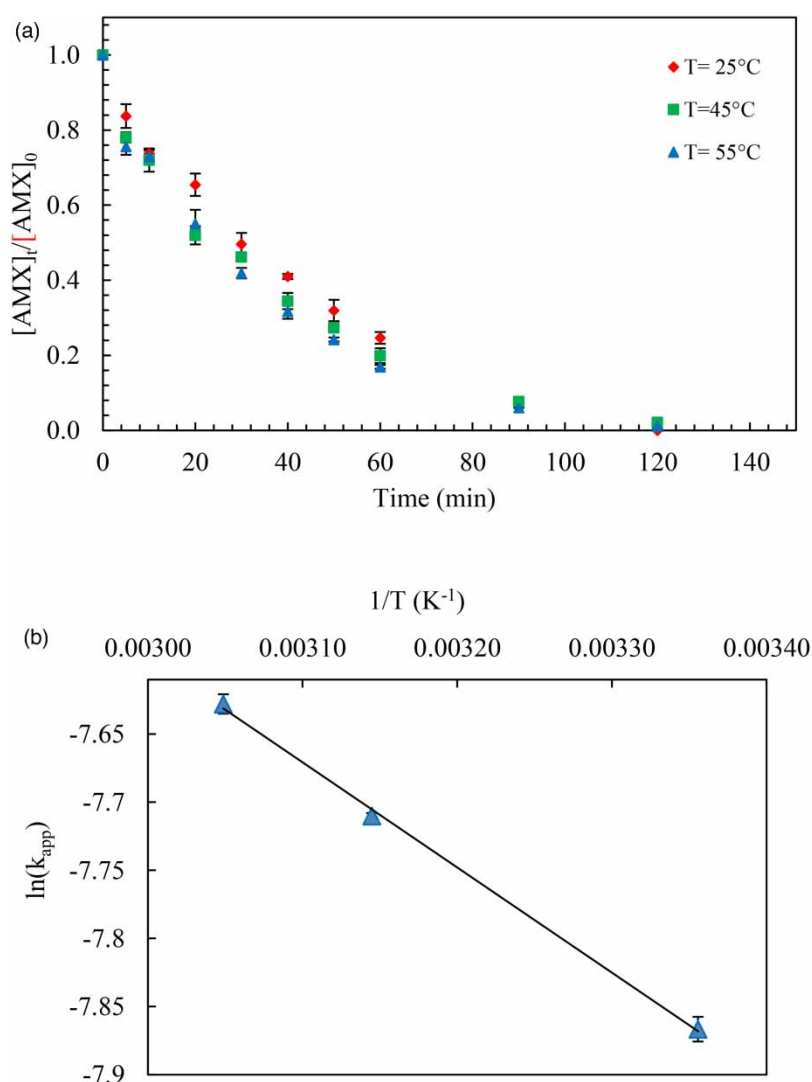 (a)
1.0
0.8
0.6
0.4
0.2
0.0
[AMX]t/[AMX]0
0 20 40 60 80 100 120 140
Time (min)
T= 25°C
T=45°C
T= 55°C
(b)
1/T (K-1)
0.00300 0.00310 0.00320 0.00330 0.00340
-7.65
-7.7
-7.75
-7.8
-7.85
-7.9
ln(kapp)